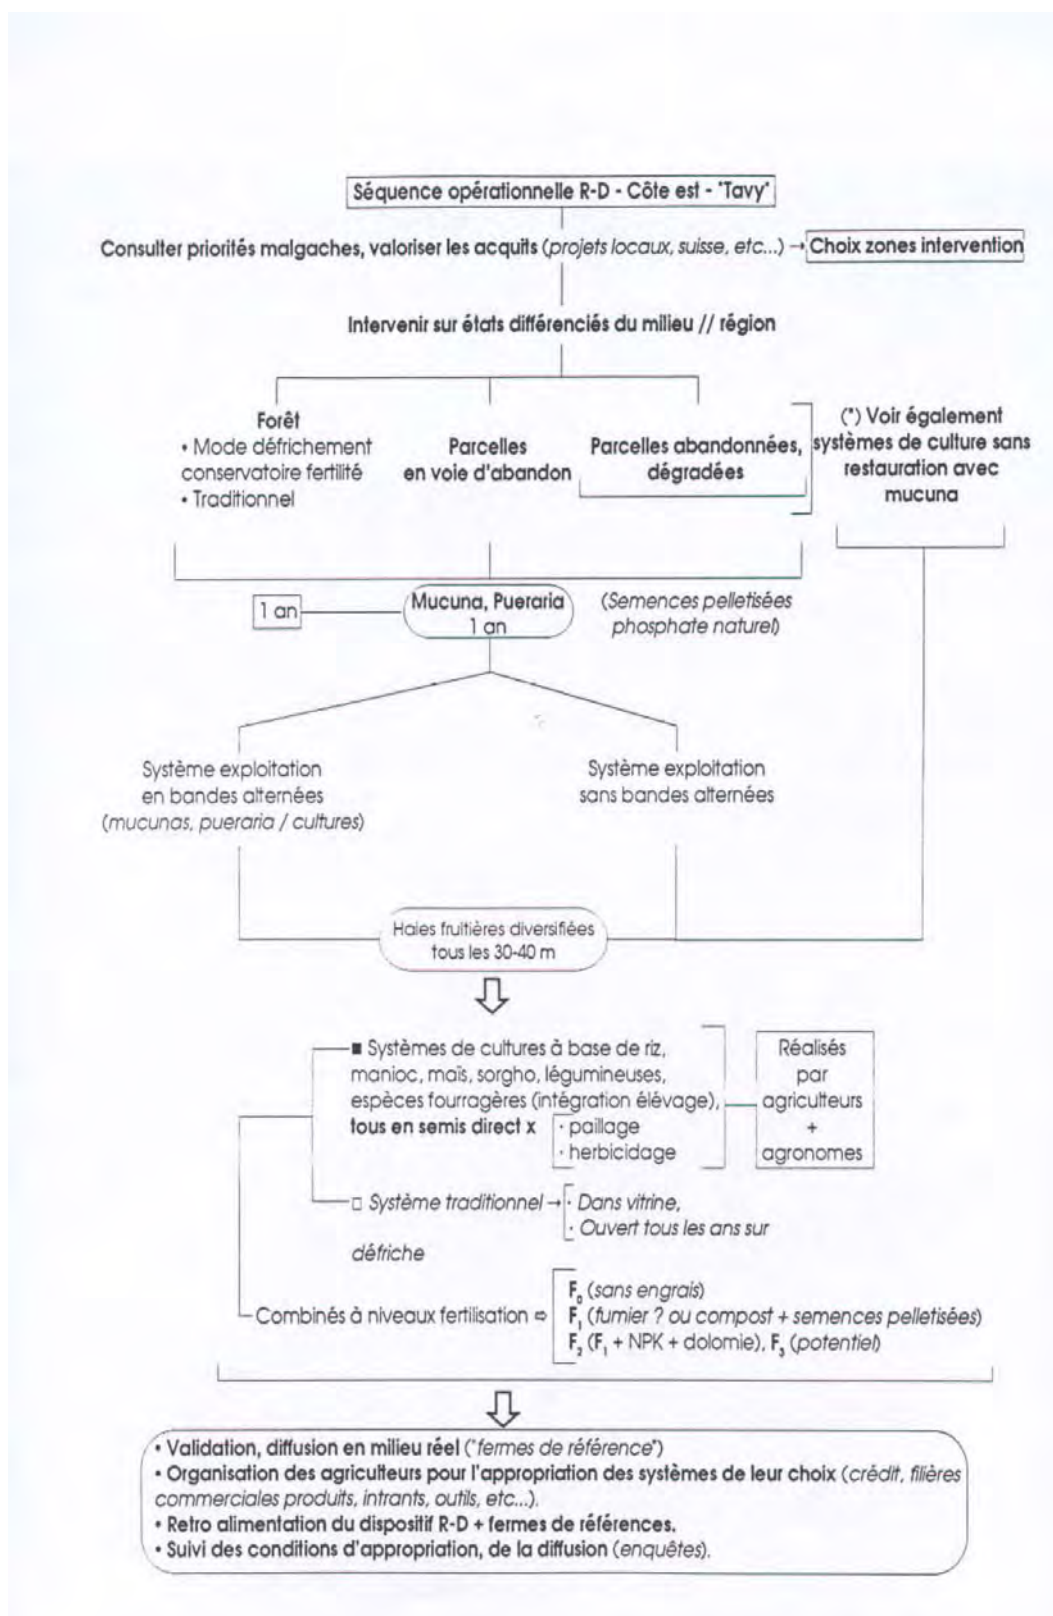 Séquence opérationnelle R-D - Côte est - "Tavy"
Consulter priorités malgaches, valoriser les acquits (projets locaux, suisse, etc...) → Choix zones intervention
Intervenir sur états différenciés du milieu // région
Forêt
• Mode défrichement
conservatoire fertilité
• Traditionnel
Parcelles
en voie d'abandon
Parcelles abandonnées,
dégradées
(*) Voir également
systèmes de culture sans
restauration avec
mucuna
1 an
Mucuna, Pueraria
1 an
(Semences pelletisées
phosphate naturel)
Système exploitation
en bandes alternées
(mucunas, pueraria / cultures)
Système exploitation
sans bandes alternées
Haies fruitières diversifiées
tous les 30-40 m
■ Systèmes de cultures à base de riz,
manioc, maïs, sorgho, légumineuses,
espèces fourragères (intégration élévage),
tous en semis direct x
· paillage
· herbicidage
Réalisés
par
agriculteurs
+
agronomes
□ Système traditionnel → · Dans vitrine,
· Ouvert tous les ans sur
défriche
Combinés à niveaux fertilisation ⇨
F0 (sans engrais)
F1 (fumier ? ou compost + semences pelletisées)
F2 (F1 + NPK + dolomie), F3 (potentiel)
• Validation, diffusion en milieu réel ("fermes de référence")
• Organisation des agriculteurs pour l'appropriation des systèmes de leur choix (crédit, filières
commerciales produits, intrants, outils, etc...).
• Retro alimentation du dispositif R-D + fermes de références.
• Suivi des conditions d'appropriation, de la diffusion (enquêtes).